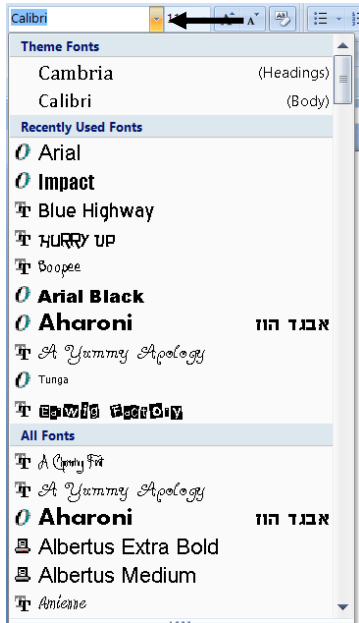 Calibri
Theme Fonts
Cambria (Headings)
Calibri (Body)
Recently Used Fonts
Arial
Impact
Blue Highway
HURRY UP
Boopee
Arial Black
Aharoni אבגד הוז
A Yummy Apology
Tunga
Earwig Factory
All Fonts
A Charming Font
A Yummy Apology
Aharoni אבגד הוז
Albertus Extra Bold
Albertus Medium
Amienne